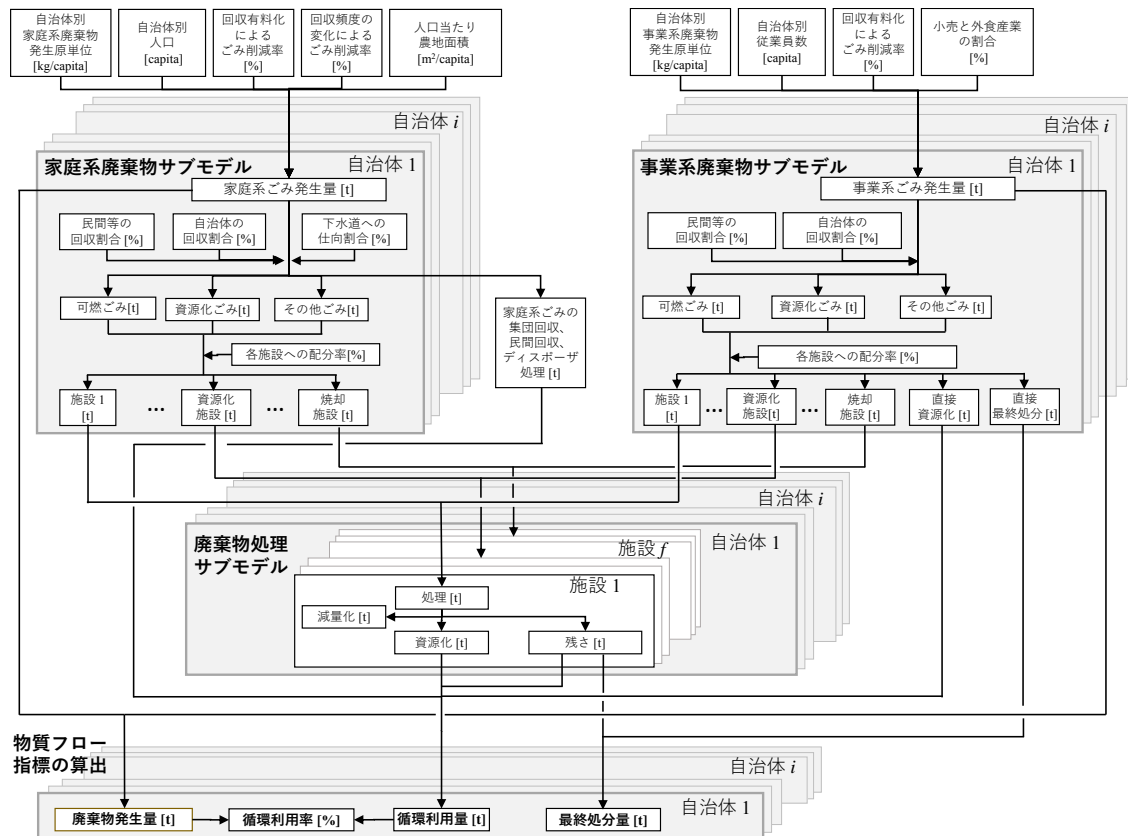 自治体別
家庭系廃棄物
発生原単位
[kg/capita]
自治体別
人口
[capita]
回収有料化
による
ごみ削減率
[%]
回収頻度の
変化による
ごみ削減率
[%]
人口当たり
農地面積
[m²/capita]
自治体別
事業系廃棄物
発生原単位
[kg/capita]
自治体別
従業員数
[capita]
回収有料化
による
ごみ削減率
[%]
小売と外食産業
の割合
[%]
自治体 i
自治体 1
家庭系廃棄物サブモデル
家庭系ごみ発生量 [t]
民間等の
回収割合 [%]
自治体の
回収割合 [%]
下水道への
仕向割合 [%]
可燃ごみ [t]
資源化ごみ [t]
その他ごみ [t]
家庭系ごみの
集団回収、
民間回収、
ディスポーザ
処理 [t]
各施設への配分率[%]
施設 1
[t]
…
資源化
施設 [t]
…
焼却
施設 [t]
自治体 i
自治体 1
事業系廃棄物サブモデル
事業系ごみ発生量 [t]
民間等の
回収割合 [%]
自治体の
回収割合 [%]
可燃ごみ [t]
資源化ごみ [t]
その他ごみ [t]
各施設への配分率 [%]
施設 1
[t]
…
資源化
施設 [t]
…
焼却
施設 [t]
直接
資源化 [t]
直接
最終処分 [t]
自治体 i
自治体 1
廃棄物処理
サブモデル
施設 f
施設 1
処理 [t]
減量化 [t]
資源化 [t]
残さ [t]
物質フロー
指標の算出
自治体 i
自治体 1
廃棄物発生量 [t]
循環利用率 [%]
循環利用量 [t]
最終処分量 [t]